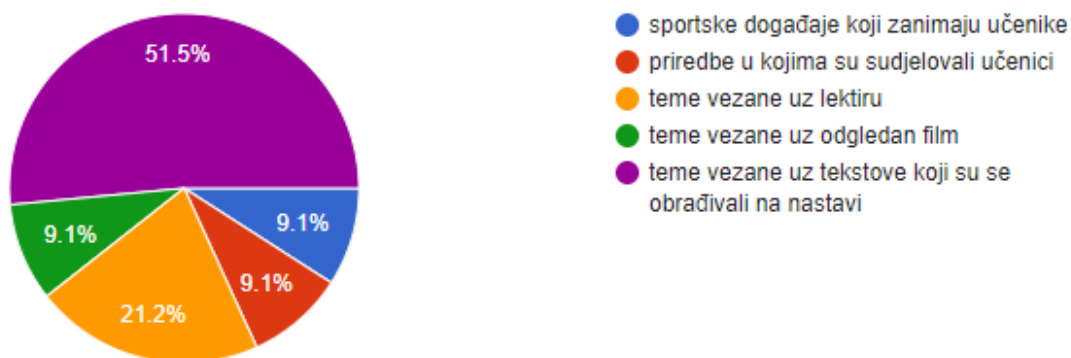 51.5%
9.1%
9.1%
21.2%
9.1%
sportske događaje koji zanimaju učenike
priredbe u kojima su sudjelovali učenici
teme vezane uz lektiru
teme vezane uz odgledan film
teme vezane uz tekstove koji su se
obrađivali na nastavi